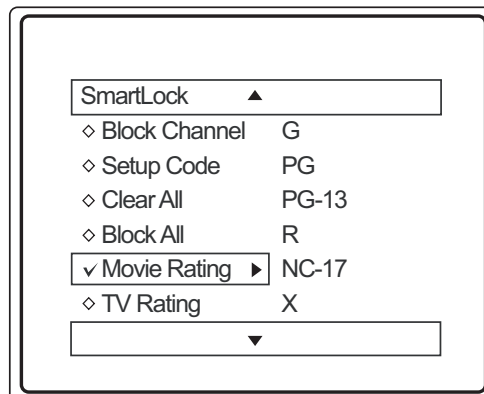 SmartLock
Block Channel G
Setup Code PG
Clear All PG-13
Block All R
Movie Rating NC-17
TV Rating X